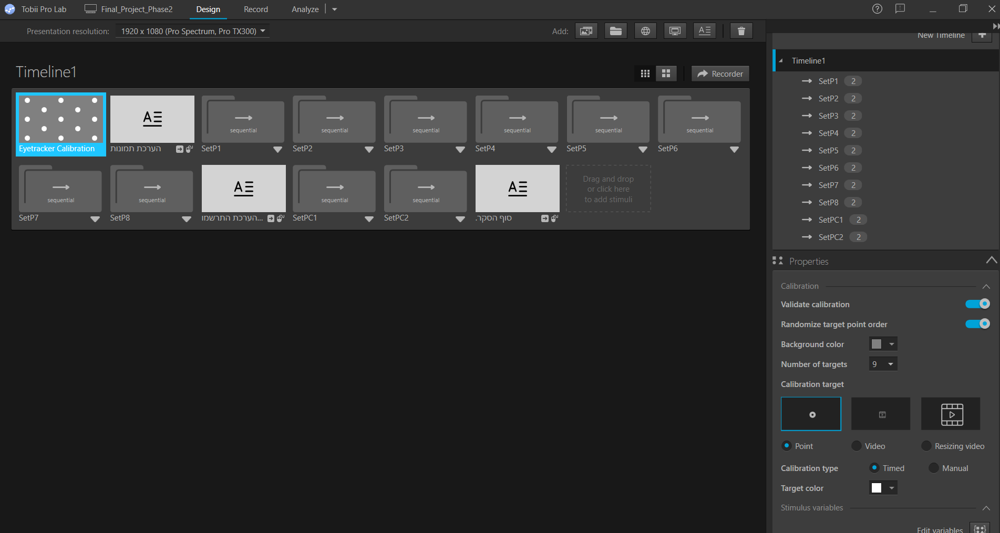 Tobii Pro Lab
Final_Project_Phase2
Design
Record
Analyze
Presentation resolution:
1920 x 1080 (Pro Spectrum, Pro TX300)
Add:
Timeline1
Recorder
Eyetracker Calibration
הערכת תמונות
sequential
SetP1
sequential
SetP2
sequential
SetP3
sequential
SetP4
sequential
SetP5
sequential
SetP6
sequential
SetP7
sequential
SetP8
הערכת התרשמו...
sequential
SetPC1
sequential
SetPC2
סוף הסקר.
Drag and drop
or click here
to add stimuli
New Timeline
Timeline1
SetP1 2
SetP2 2
SetP3 2
SetP4 2
SetP5 2
SetP6 2
SetP7 2
SetP8 2
SetPC1 2
SetPC2 2
Properties
Calibration
Validate calibration
Randomize target point order
Background color
Number of targets 9
Calibration target
Point Video Resizing video
Calibration type Timed Manual
Target color
Stimulus variables
Edit variables